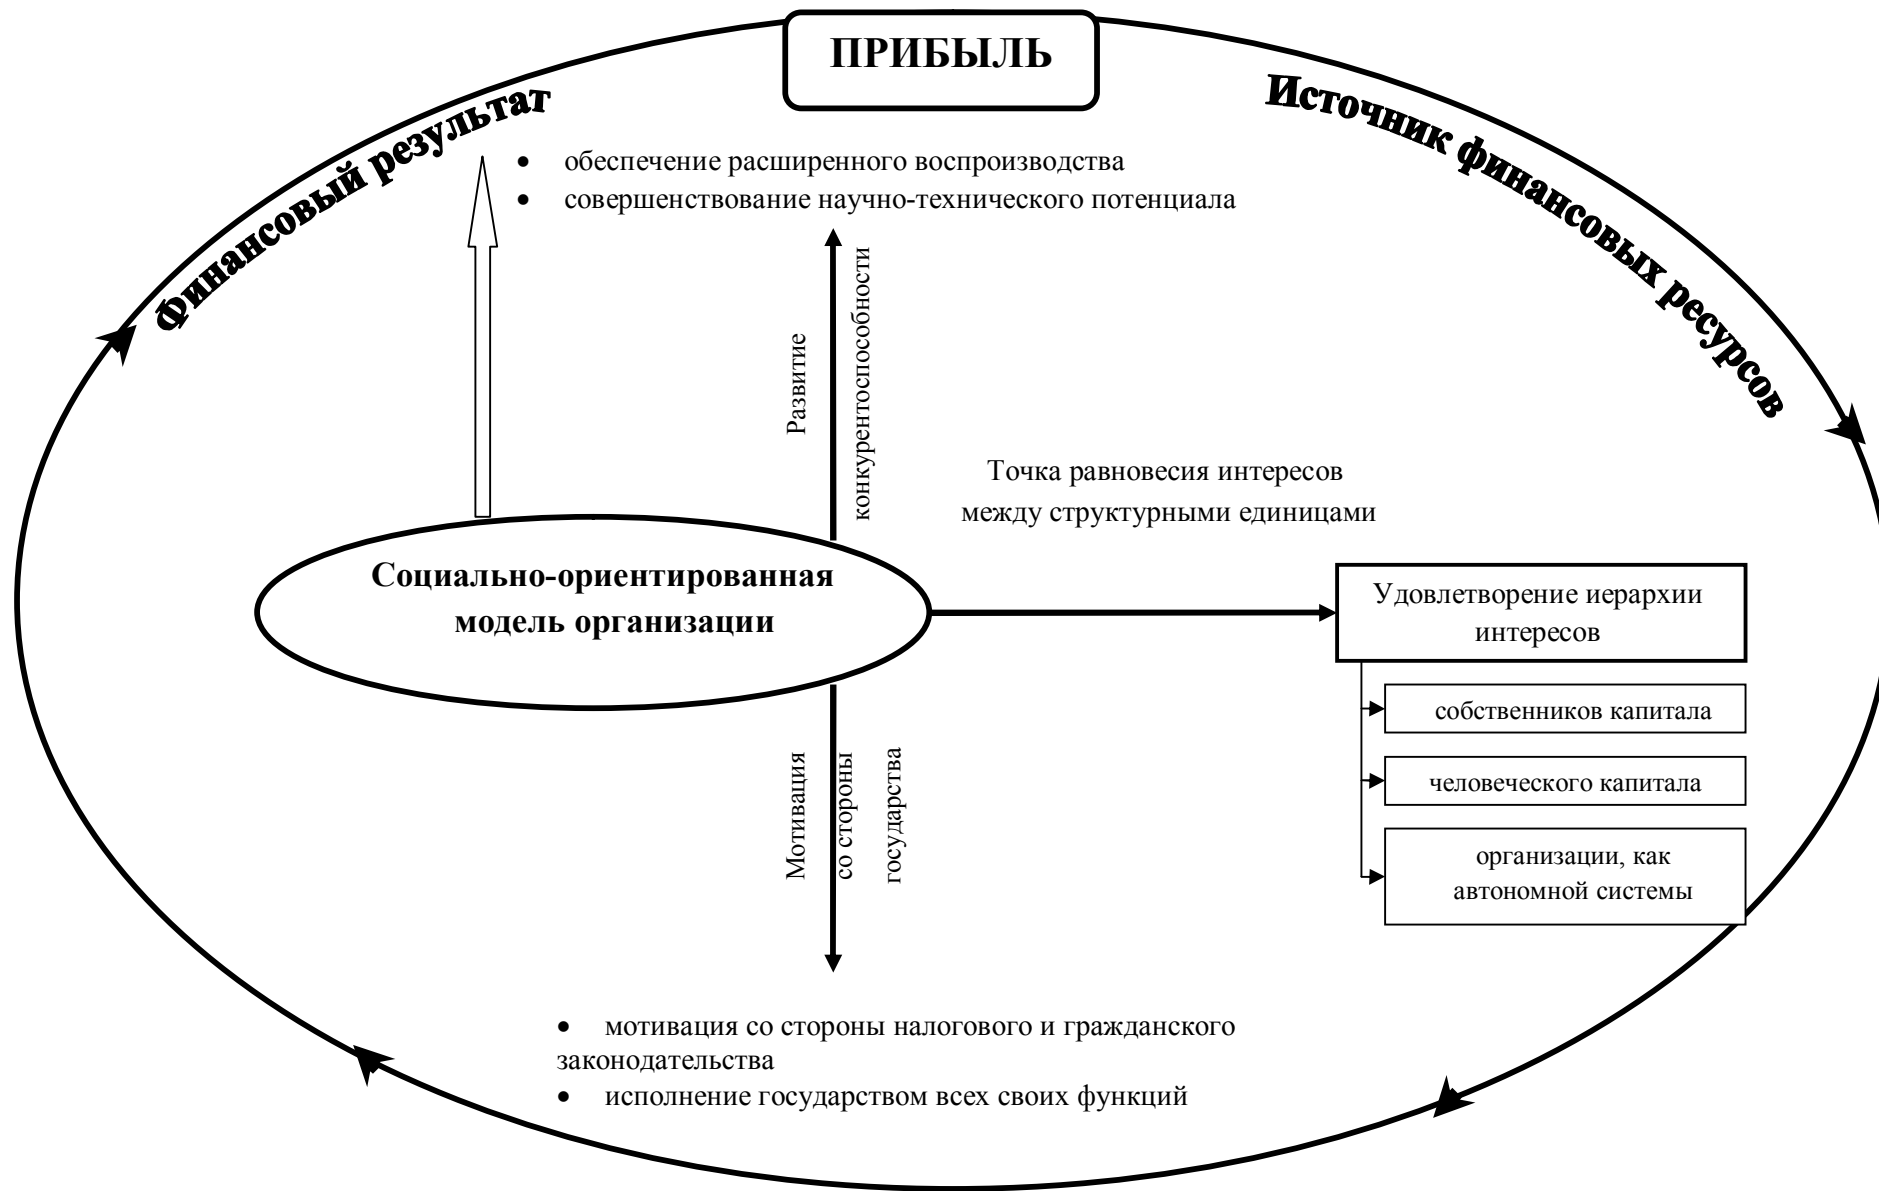 ПРИБЫЛЬ
Финансовый результат
Источник финансовых ресурсов
• обеспечение расширенного воспроизводства
• совершенствование научно-технического потенциала
Развитие
конкурентоспособности
Точка равновесия интересов
между структурными единицами
Социально-ориентированная
модель организации
Удовлетворение иерархии
интересов
собственников капитала
человеческого капитала
организации, как
автономной системы
Мотивация
со стороны
государства
• мотивация со стороны налогового и гражданского
законодательства
• исполнение государством всех своих функций